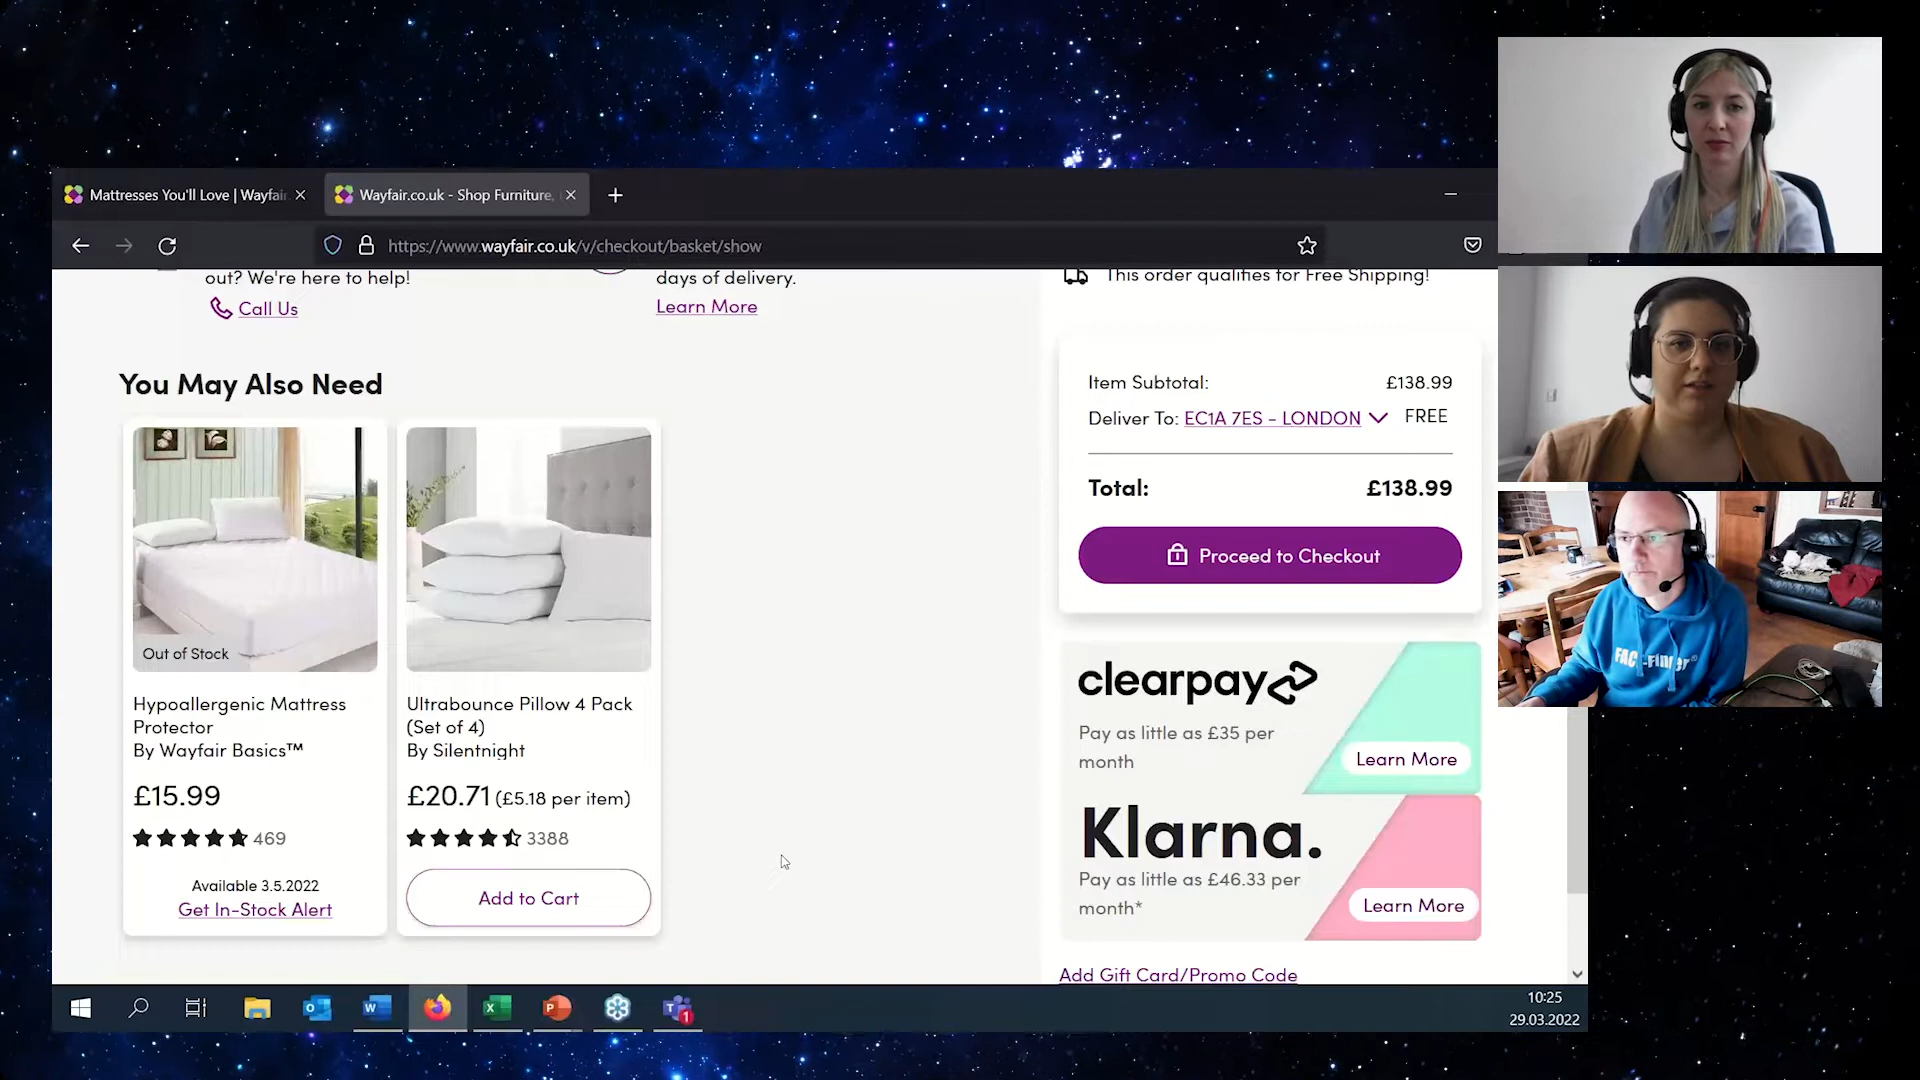 Mattresses You'll Love | Wayfair
Wayfair.co.uk - Shop Furniture,
https://www.wayfair.co.uk/v/checkout/basket/show
out? We're here to help!
Call Us
days of delivery.
Learn More
This order qualifies for Free Shipping!
You May Also Need
Out of Stock
Hypoallergenic Mattress
Protector
By Wayfair Basics™
£15.99
469
Available 3.5.2022
Get In-Stock Alert
Ultrabounce Pillow 4 Pack
(Set of 4)
By Silentnight
£20.71 (£5.18 per item)
3388
Add to Cart
Item Subtotal: £138.99
Deliver To: EC1A 7ES - LONDON FREE
Total: £138.99
Proceed to Checkout
clearpay
Pay as little as £35 per
month
Learn More
Klarna.
Pay as little as £46.33 per
month*
Learn More
Add Gift Card/Promo Code
10:25
29.03.2022